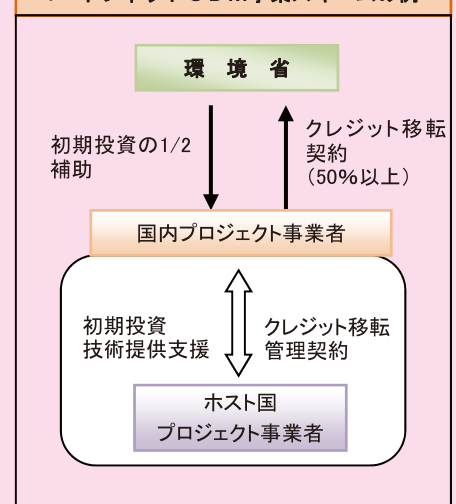 環 境 省
初期投資の1/2
補助
クレジット移転
契約
(50%以上)
国内プロジェクト事業者
初期投資
技術提供支援
クレジット移転
管理契約
ホスト国
プロジェクト事業者